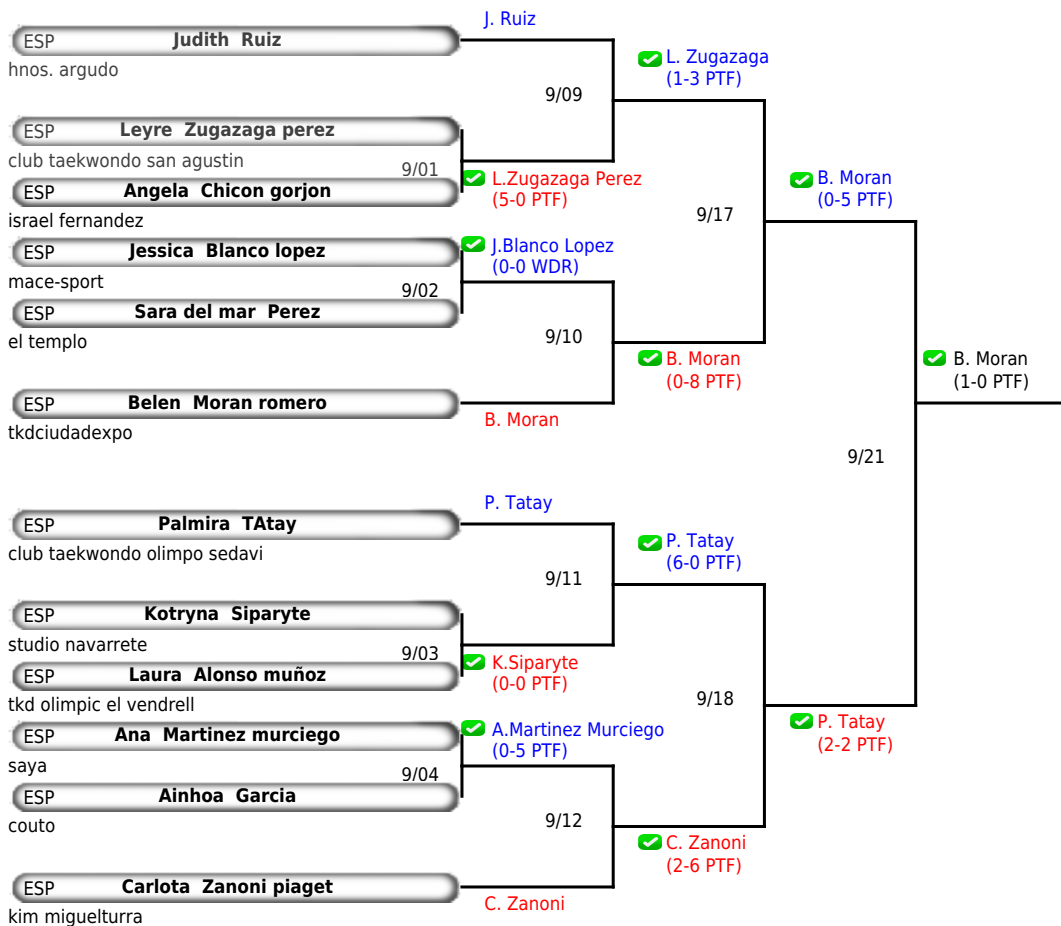 J. Ruiz
ESP Judith Ruiz
hnos. argudo
L. Zugazaga
(1-3 PTF)
9/09
ESP Leyre Zugazaga perez
club taekwondo san agustin
9/01
L.Zugazaga Perez
(5-0 PTF)
ESP Angela Chicon gorjon
israel fernandez
B. Moran
(0-5 PTF)
9/17
ESP Jessica Blanco lopez
mace-sport
J.Blanco Lopez
(0-0 WDR)
9/02
ESP Sara del mar Perez
el templo
9/10
B. Moran
(0-8 PTF)
B. Moran
(1-0 PTF)
ESP Belen Moran romero
tkdciudadexpo
B. Moran
9/21
P. Tatay
ESP Palmira TAtay
club taekwondo olimpo sedavi
P. Tatay
(6-0 PTF)
9/11
ESP Kotryna Siparyte
studio navarrete
9/03
K.Siparyte
(0-0 PTF)
ESP Laura Alonso muñoz
tkd olimpic el vendrell
9/18
P. Tatay
(2-2 PTF)
ESP Ana Martinez murciego
saya
A.Martinez Murciego
(0-5 PTF)
9/04
ESP Ainhoa Garcia
couto
9/12
C. Zanoni
(2-6 PTF)
ESP Carlota Zanoni piaget
kim miguelturra
C. Zanoni